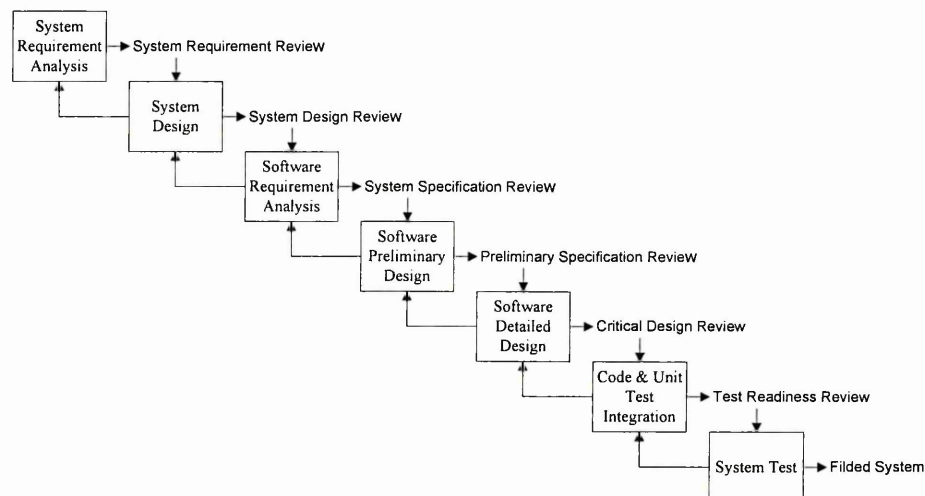 System
Requirement
Analysis
System Requirement Review
System
Design
System Design Review
Software
Requirement
Analysis
System Specification Review
Software
Preliminary
Design
Preliminary Specification Review
Software
Detailed
Design
Critical Design Review
Code & Unit
Test
Integration
Test Readiness Review
System Test
Filded System